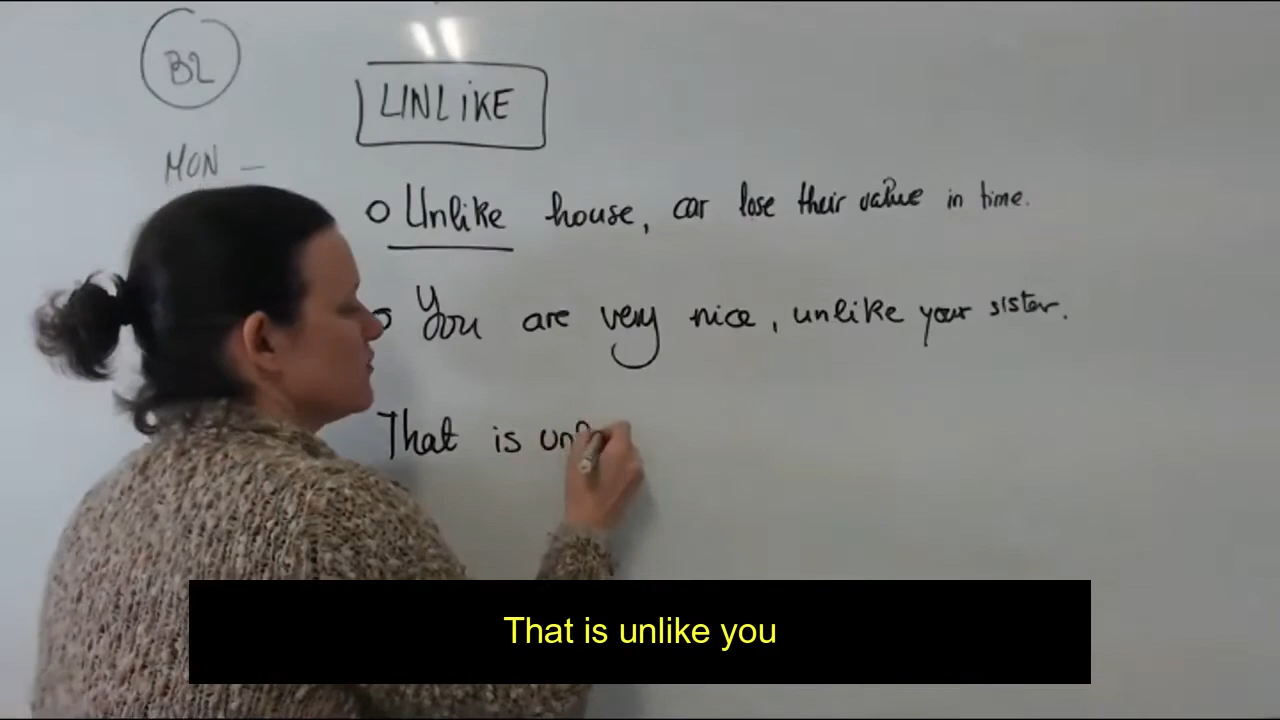 B2
UNLIKE
MON –
Unlike house, car lose their value in time.
You are very nice, unlike your sister.
That is unl
That is unlike you